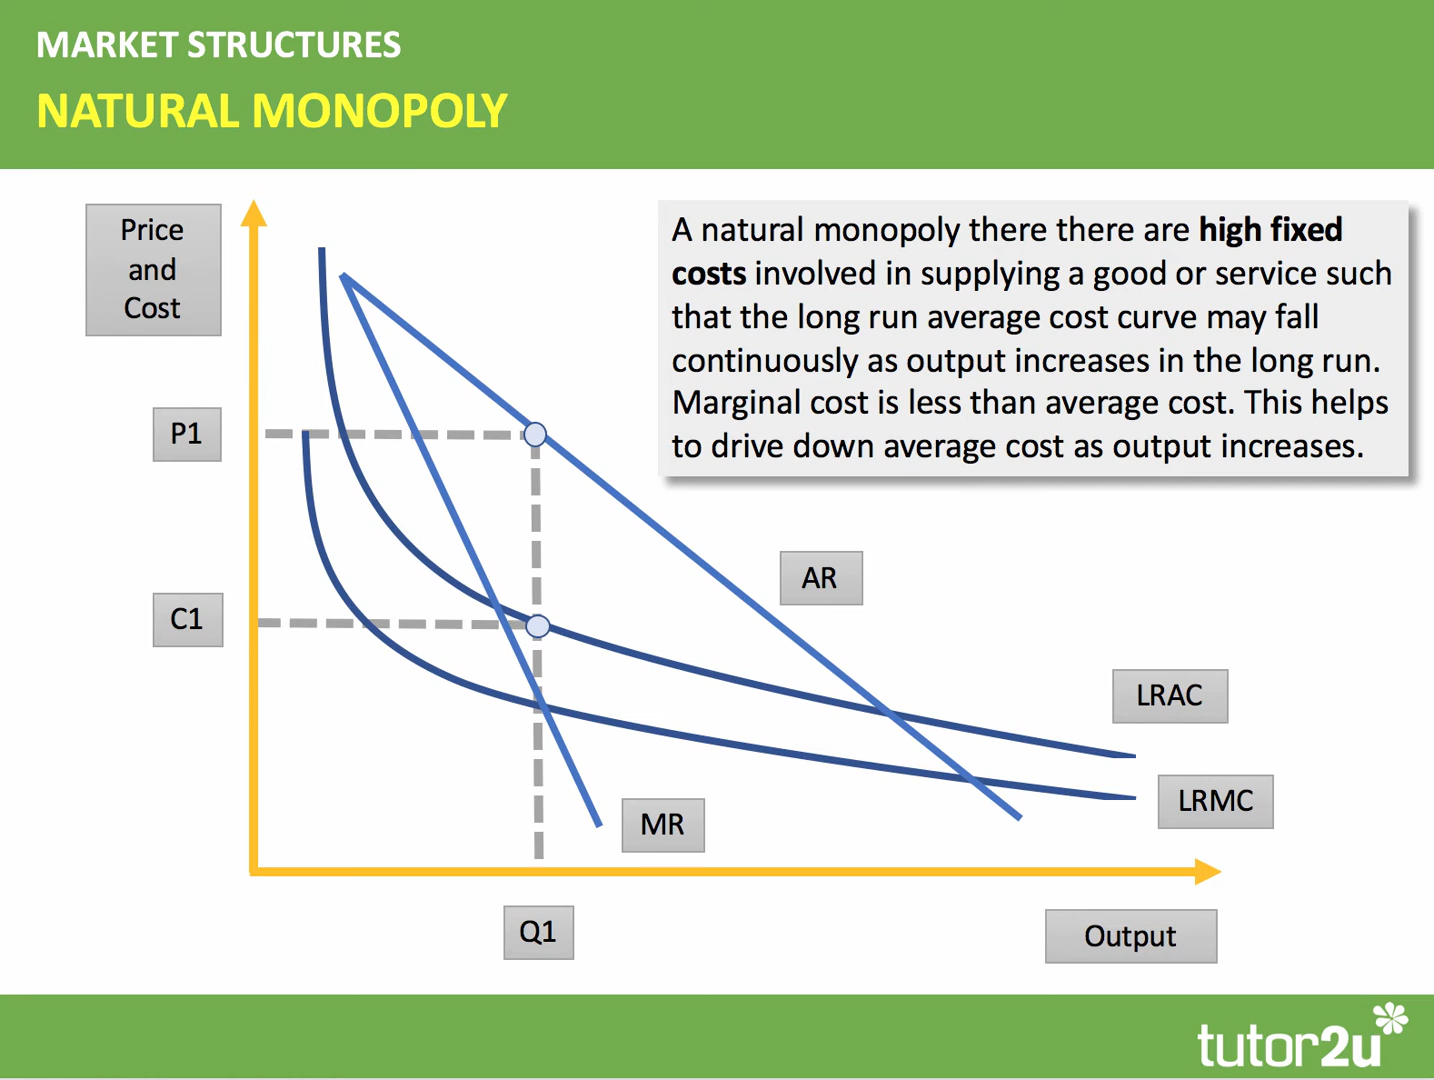 MARKET STRUCTURES
NATURAL MONOPOLY
Price
and
Cost
A natural monopoly there there are high fixed
costs involved in supplying a good or service such
that the long run average cost curve may fall
continuously as output increases in the long run.
Marginal cost is less than average cost. This helps
to drive down average cost as output increases.
P1
AR
C1
LRAC
LRMC
MR
Q1
Output
tutor2u